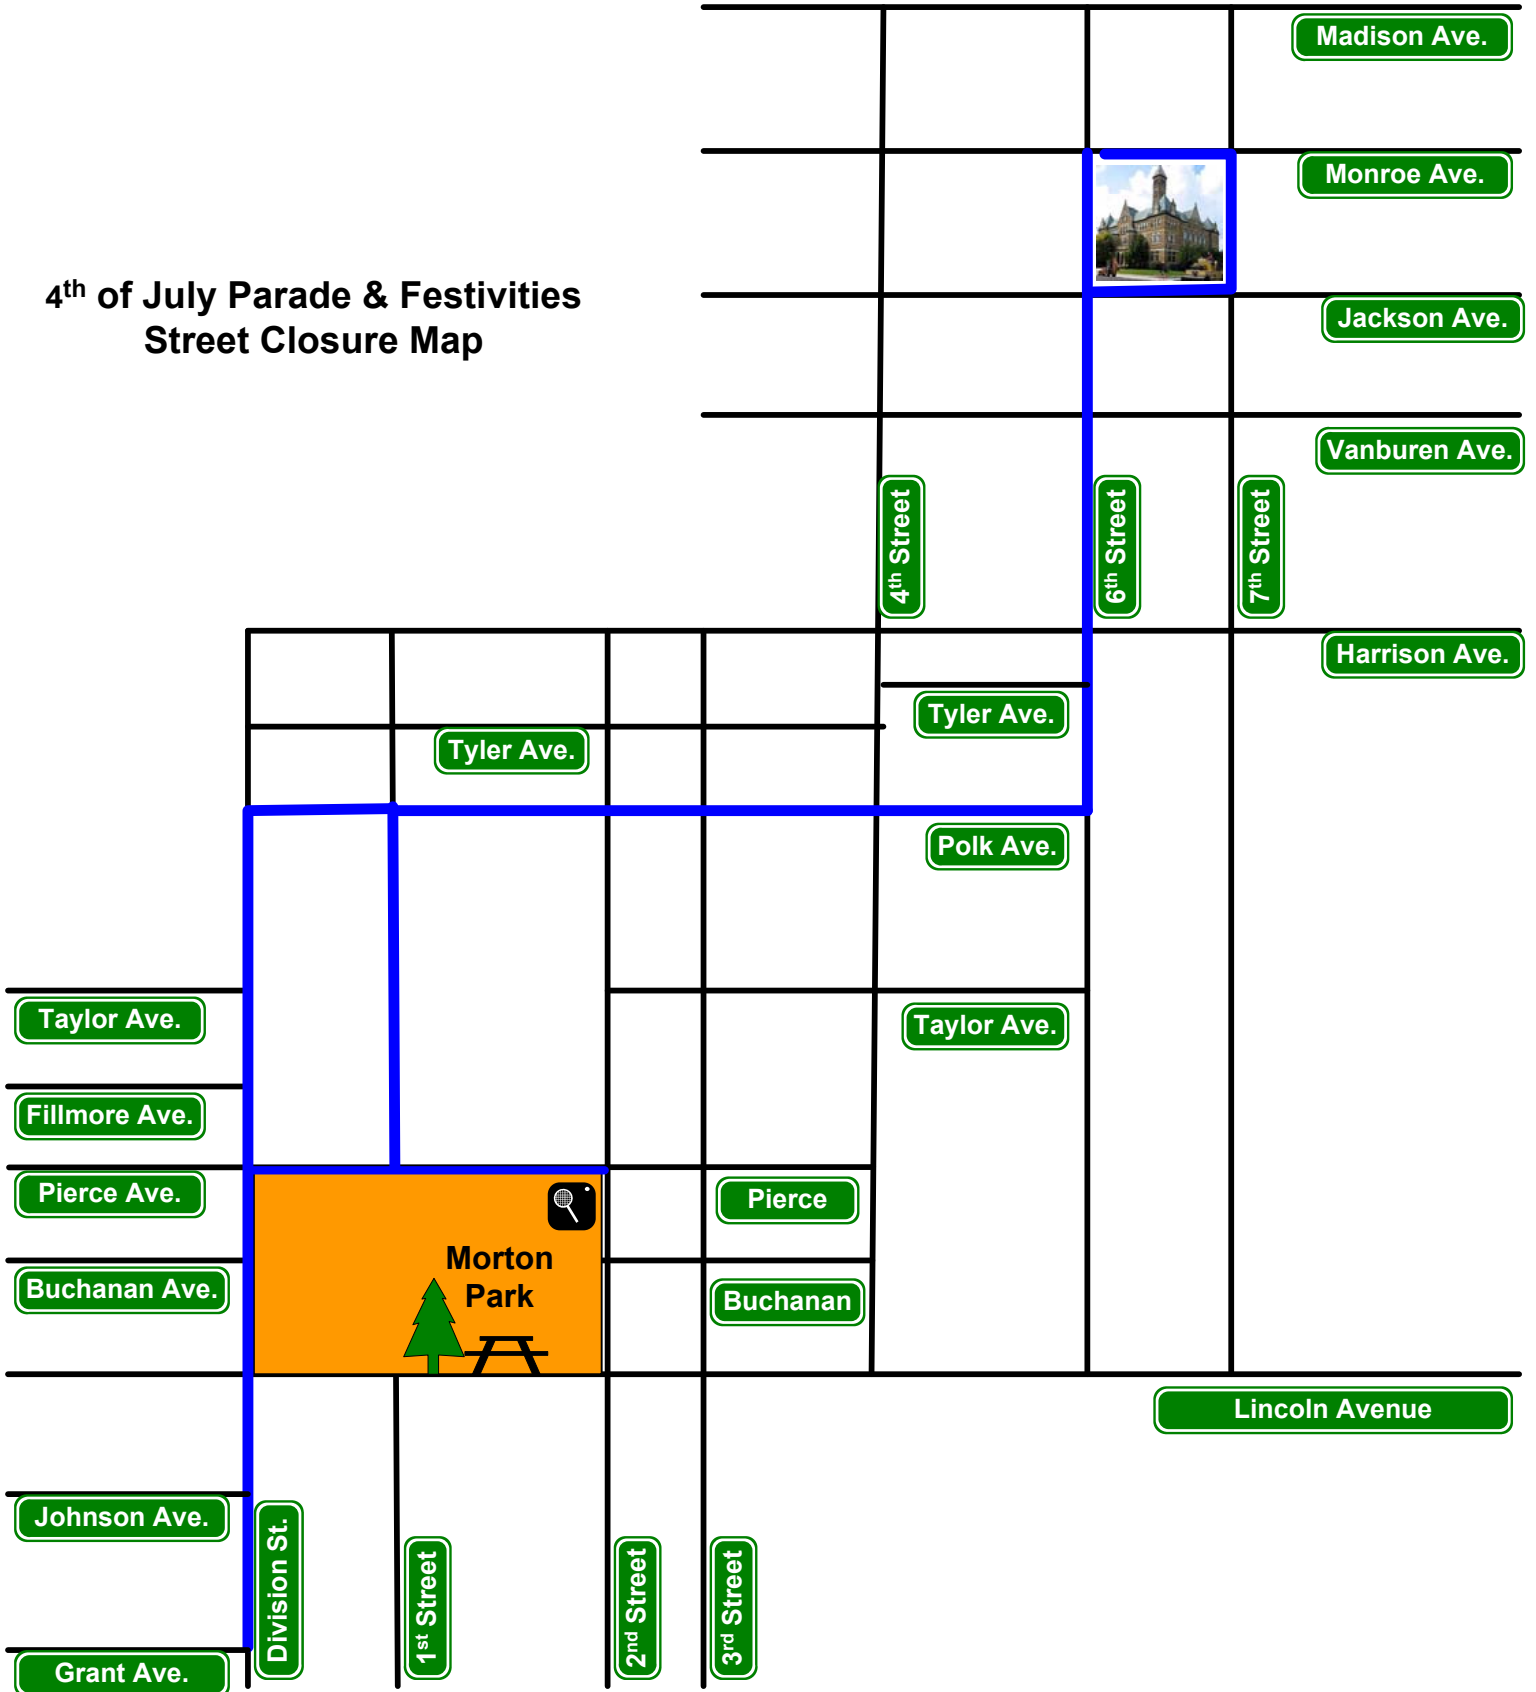 Madison Ave.
Monroe Ave.
4th of July Parade & Festivities
Street Closure Map
Jackson Ave.
Vanburen Ave.
4th Street
6th Street
7th Street
Harrison Ave.
Tyler Ave.
Tyler Ave.
Polk Ave.
Taylor Ave.
Taylor Ave.
Fillmore Ave.
Pierce Ave.
Pierce
Morton
Park
Buchanan Ave.
Buchanan
Lincoln Avenue
Johnson Ave.
Division St.
1st Street
2nd Street
3rd Street
Grant Ave.